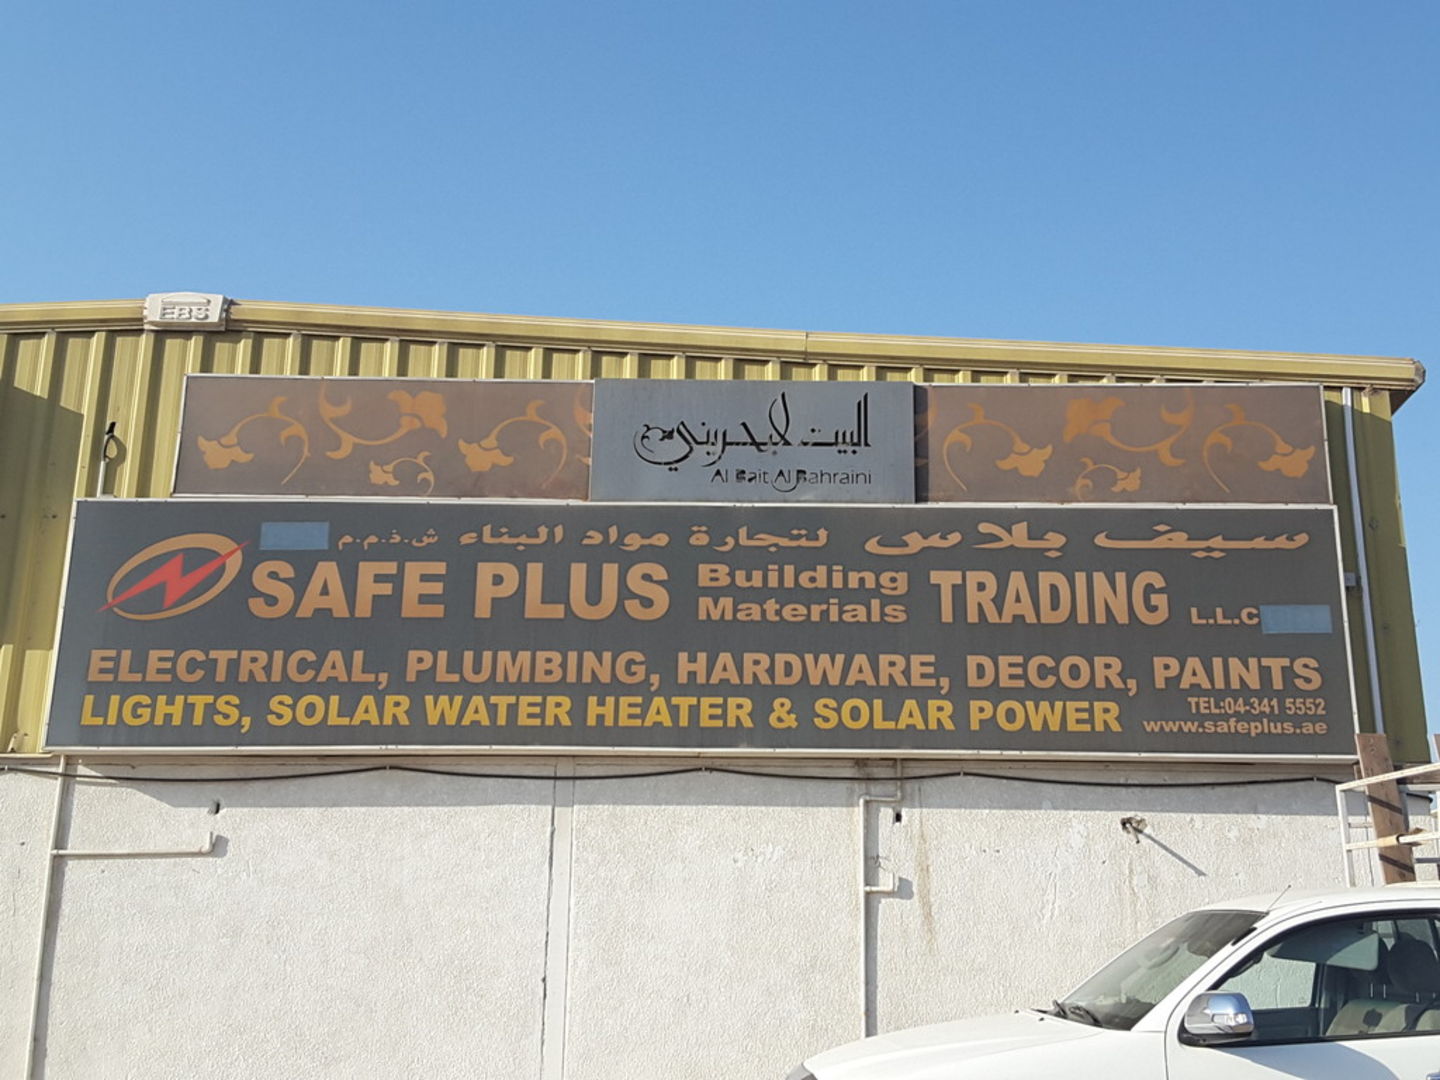 EBS
البيت البحريني
Al Bait Al Bahraini
سيف بلاس لتجارة مواد البناء ش.ذ.م.م
SAFE PLUS Building Materials TRADING L.L.C
ELECTRICAL, PLUMBING, HARDWARE, DECOR, PAINTS
LIGHTS, SOLAR WATER HEATER & SOLAR POWER
TEL:04-341 5552
www.safeplus.ae